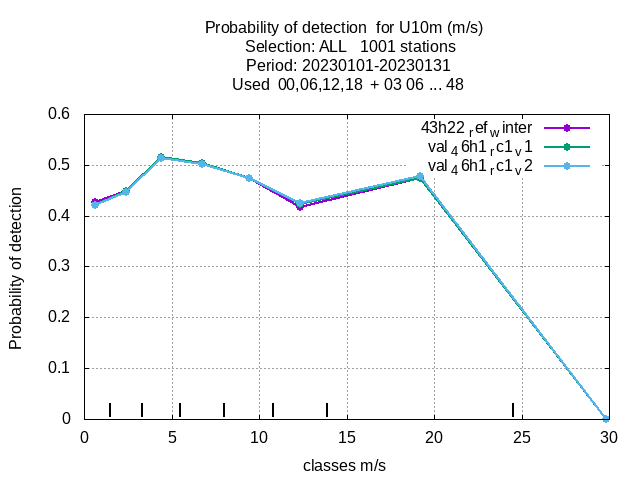 Probability of detection  for U10m (m/s)
Selection: ALL   1001 stations
Period: 20230101-20230131
Used  00,06,12,18  + 03 06 ... 48
0.6
0.5
0.4
0.3
0.2
0.1
0
Probability of detection
43h22 ref winter
val 4 6h1 r c1 v 1
val 4 6h1 r c1 v 2
0 5 10 15 20 25 30
classes m/s